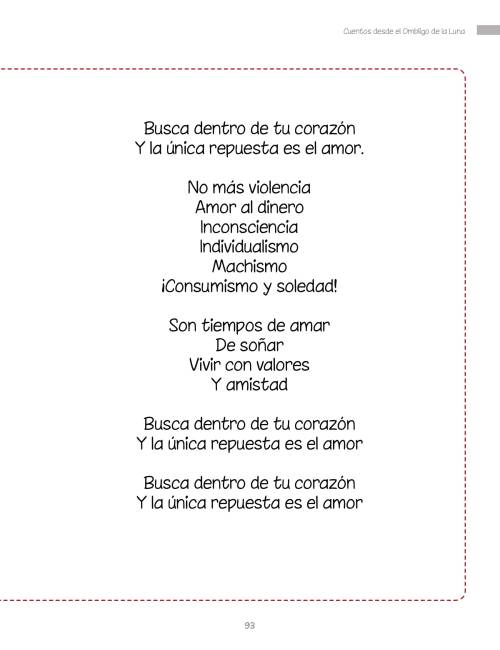 Cuentos desde el Ombligo de la Luna
Busca dentro de tu corazón
Y la única repuesta es el amor.
No más violencia
Amor al dinero
Inconsciencia
Individualismo
Machismo
¡Consumismo y soledad!
Son tiempos de amar
De soñar
Vivir con valores
Y amistad
Busca dentro de tu corazón
Y la única repuesta es el amor
Busca dentro de tu corazón
Y la única repuesta es el amor
93